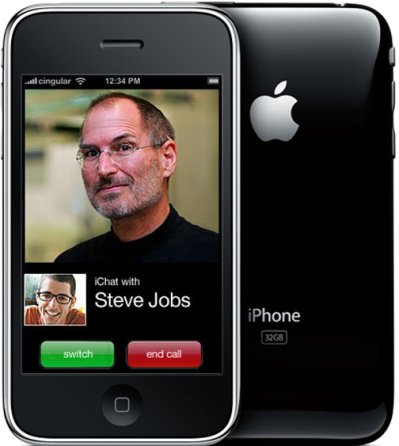 cingular 12:34 PM
iChat with
Steve Jobs
switch
end call
iPhone
32GB